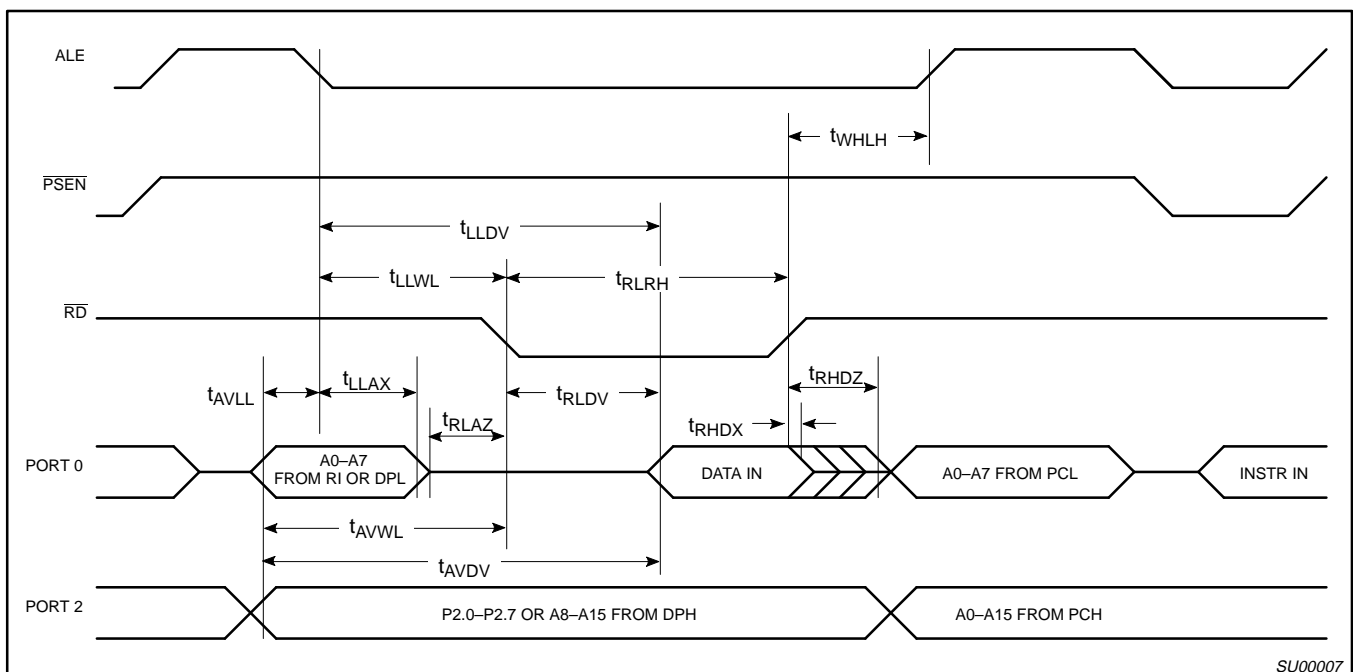 ALE
tWHLH
PSEN
tLLDV
tLLWL
tRLRH
RD
tAVLL
tLLAX
tRLAZ
tRLDV
tRHDZ
tRHDX
PORT 0
A0–A7
FROM RI OR DPL
DATA IN
A0–A7 FROM PCL
INSTR IN
tAVWL
tAVDV
PORT 2
P2.0–P2.7 OR A8–A15 FROM DPH
A0–A15 FROM PCH
SU00007